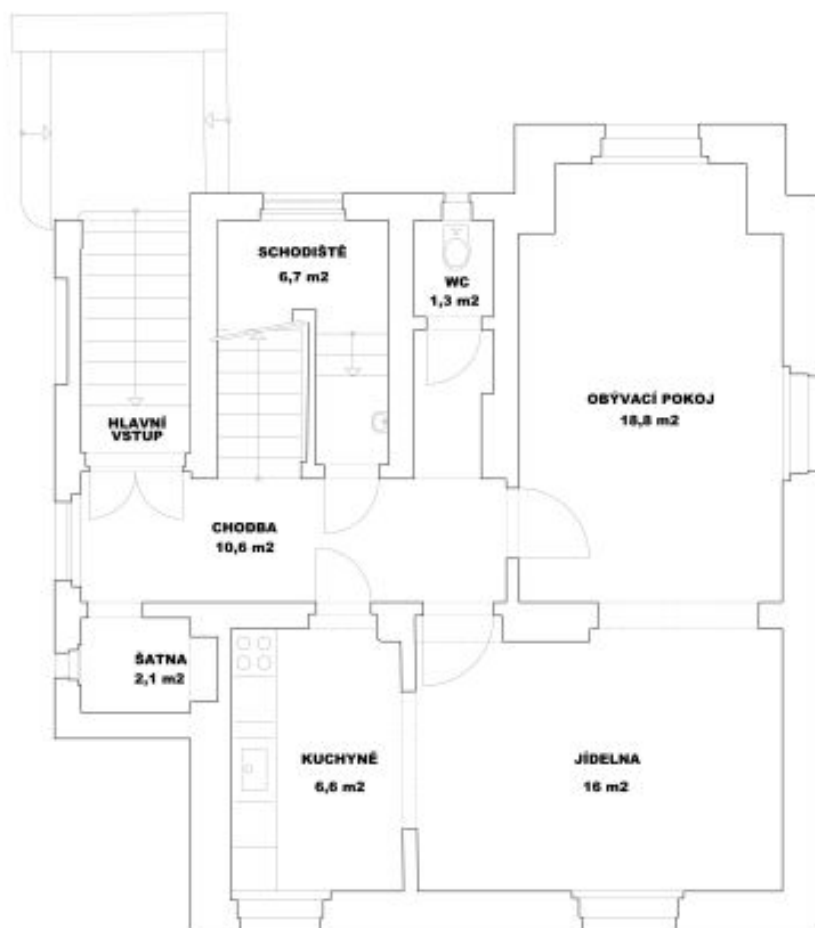 SCHODIŠTĚ
6,7 m2
WC
1,3 m2
OBÝVACÍ POKOJ
18,8 m2
HLAVNÍ
VSTUP
CHODBA
10,6 m2
ŠATNA
2,1 m2
KUCHYNĚ
6,6 m2
JÍDELNA
16 m2